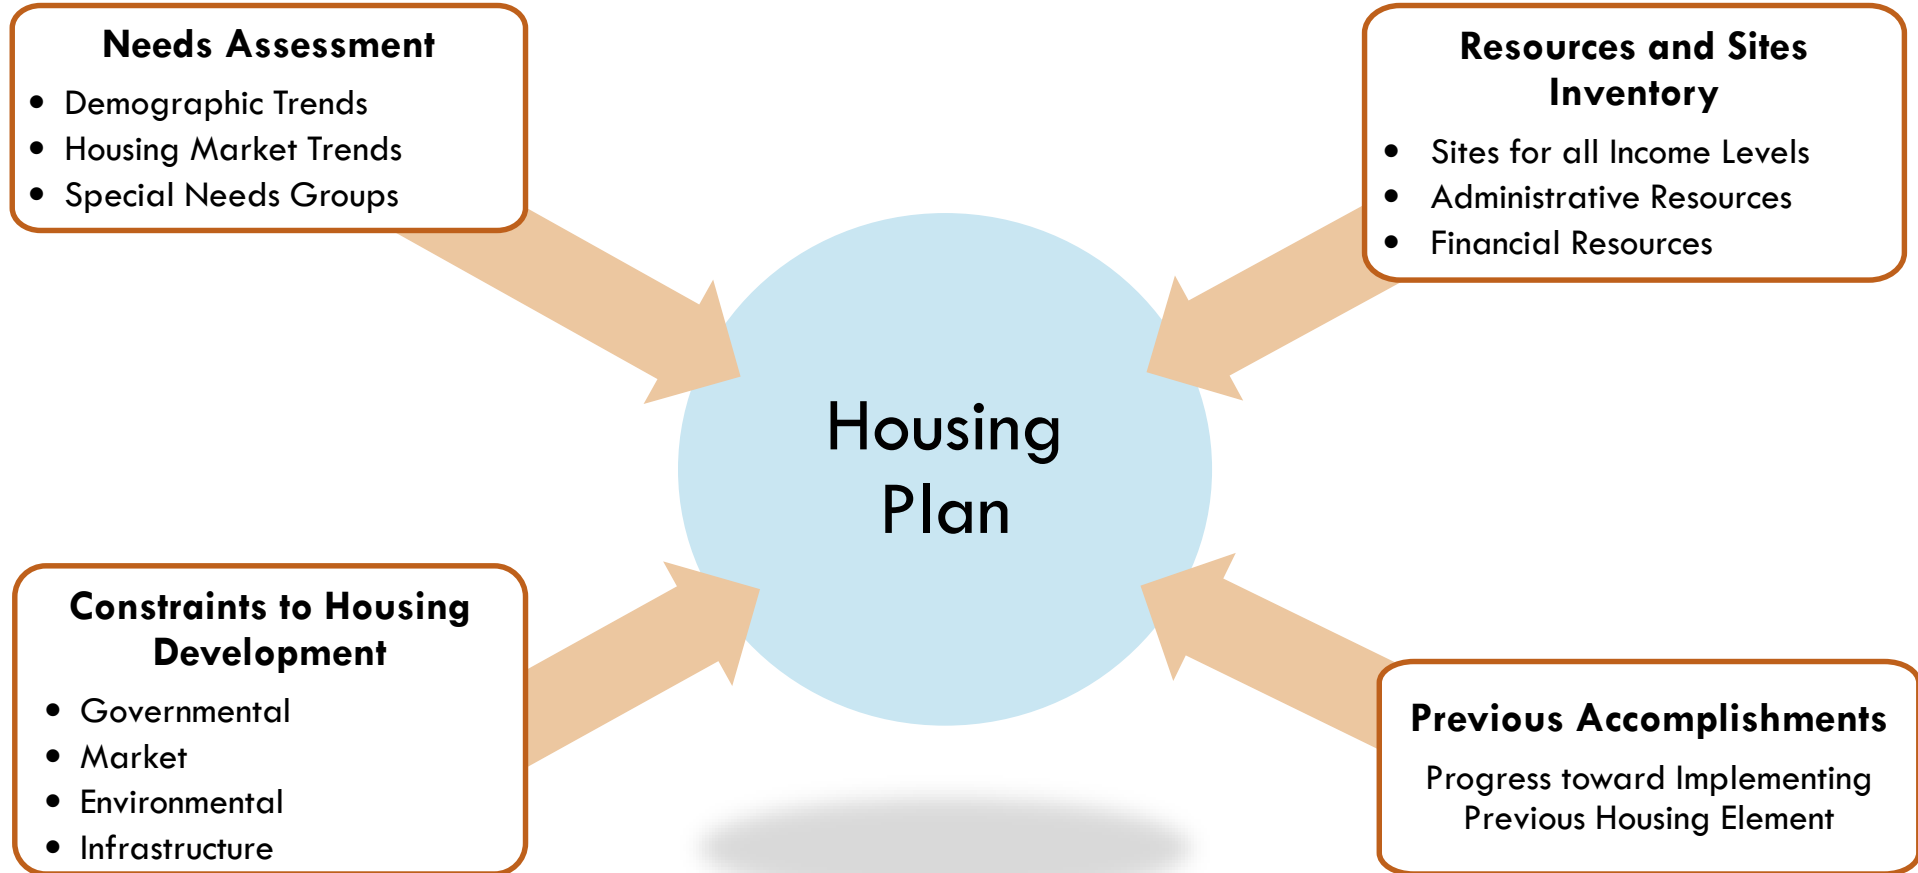 Needs Assessment
• Demographic Trends
• Housing Market Trends
• Special Needs Groups
Resources and Sites
Inventory
• Sites for all Income Levels
• Administrative Resources
• Financial Resources
Housing
Plan
Constraints to Housing
Development
• Governmental
• Market
• Environmental
• Infrastructure
Previous Accomplishments
Progress toward Implementing
Previous Housing Element